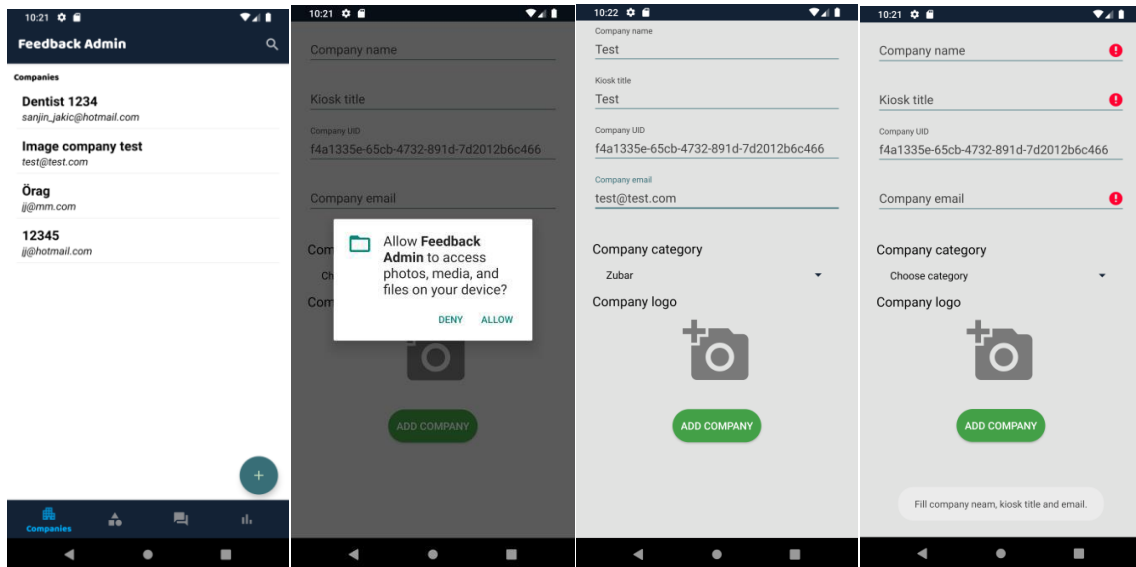 10:21
Feedback Admin
Companies
Dentist 1234
sanjin_jakic@hotmail.com
Image company test
test@test.com
Örag
jj@mm.com
12345
jj@hotmail.com
+
Companies
10:21
Company name
Kiosk title
Company UID
f4a1335e-65cb-4732-891d-7d2012b6c466
Company email
Com
Ch
Com
Allow Feedback
Admin to access
photos, media, and
files on your device?
DENY ALLOW
ADD COMPANY
10:22
Company name
Test
Kiosk title
Test
Company UID
f4a1335e-65cb-4732-891d-7d2012b6c466
Company email
test@test.com
Company category
Zubar
Company logo
ADD COMPANY
10:21
Company name
Kiosk title
Company UID
f4a1335e-65cb-4732-891d-7d2012b6c466
Company email
Company category
Choose category
Company logo
ADD COMPANY
Fill company neam, kiosk title and email.